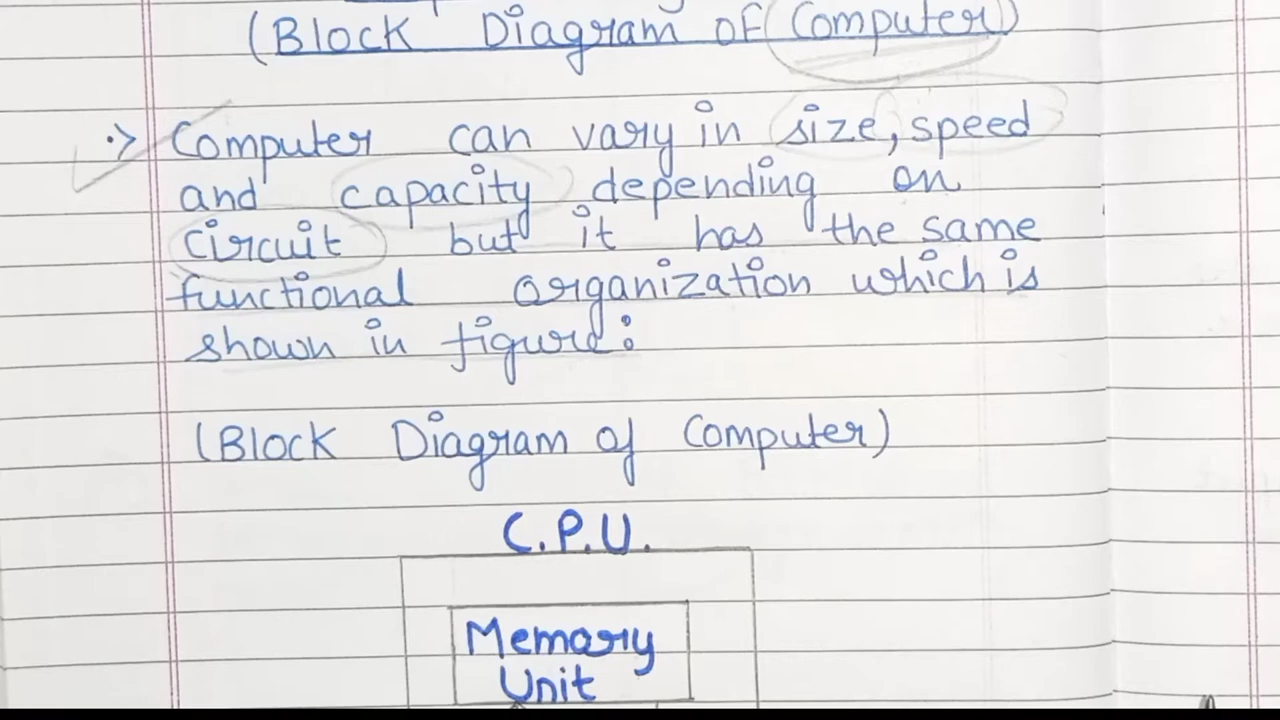 (Block Diagram of Computer)
Computer can vary in size, speed
and capacity depending on
circuit but it has the same
functional organization which is
shown in figure:
(Block Diagram of Computer)
C.P.U.
Memary
Unit